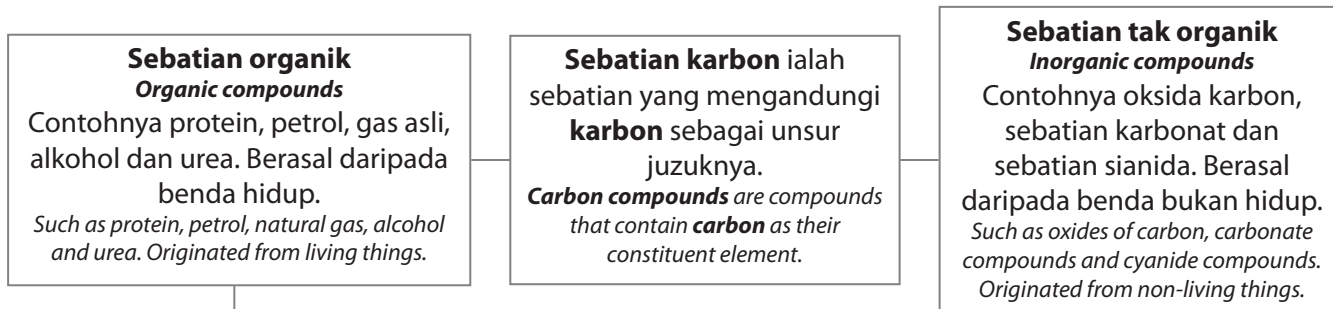 Sebatian organik
Organic compounds
Contohnya protein, petrol, gas asli,
alkohol dan urea. Berasal daripada
benda hidup.
Such as protein, petrol, natural gas, alcohol
and urea. Originated from living things.
Sebatian karbon ialah
sebatian yang mengandungi
karbon sebagai unsur
juzuknya.
Carbon compounds are compounds
that contain carbon as their
constituent element.
Sebatian tak organik
Inorganic compounds
Contohnya oksida karbon,
sebatian karbonat dan
sebatian sianida. Berasal
daripada benda bukan hidup.
Such as oxides of carbon, carbonate
compounds and cyanide compounds.
Originated from non-living things.